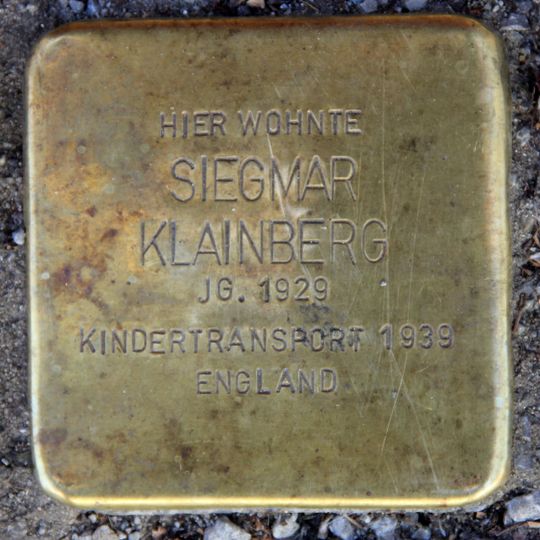 HIER WOHNTE
SIEGMAR
KLAINBERG
JG. 1929
KINDERTRANSPORT 1939
ENGLAND